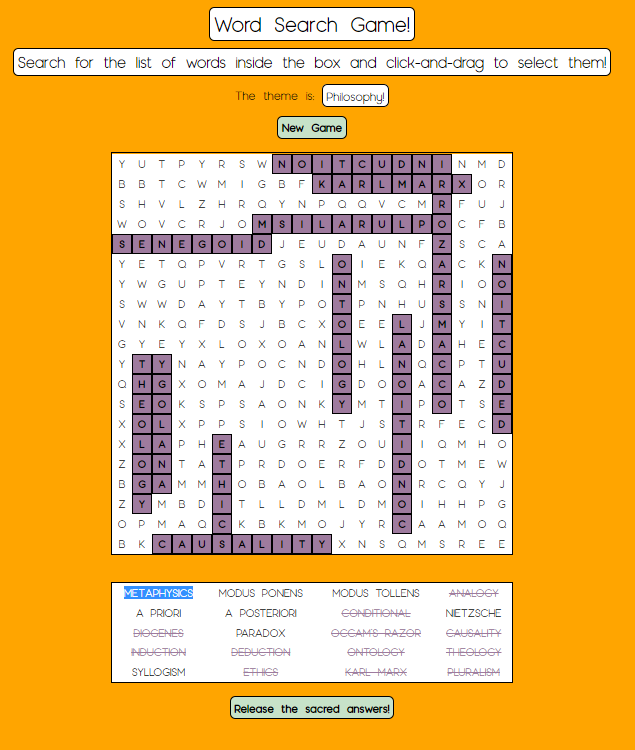 Word Search Game!
Search for the list of words inside the box and click-and-drag to select them!
The theme is: Philosophy!
New Game
Y U T P Y R S W N O I T C U D N I N M D
B B T C W M I G B F K A R L M A R X O R
S H V L Z H R Q Y N P Q Q V C M R F U J
W O V C R J O M S I L A R U L P O C F B
S E N E G O I D J E U D A U N F Z S C A
Y E T Q P V R T G S L O I E K Q A C K N
Y W G U P T E Y N D I N M S Q H R I O O
S W W D A Y T B Y P O T P N H U S S N I
V N K Q F D S J B C X O E E L J M Y I T
G Y E Y X L O X O A N L W L A D A H E C
Y T Y N A Y P O C N D O H L N Q C P T U
Q H G X O M A J D C I G D O O A C A Z D
S E O K S P S A O N K Y M T I P O T S E
X O L X P P S I O W H T J S T R F E C D
X L A P H E A U G R R Z O U I I Q M H O
Z O N T A T P R D O E R F D D O T M E W
B G A M M H O B A O L B A O N R C Q Y J
Z Y M B D I T L L D M L D M O I H H P G
O P M A Q C K B K M O J Y R C A A M O Q
B K C A U S A L I T Y X N S Q M S R E E
METAPHYSICS MODUS PONENS MODUS TOLLENS ANALOGY
A PRIORI A POSTERIORI CONDITIONAL NIETZSCHE
DIOGENES PARADOX OCCAM'S RAZOR CAUSALITY
INDUCTION DEDUCTION ONTOLOGY THEOLOGY
SYLLOGISM ETHICS KARL MARX PLURALISM
Release the sacred answers!